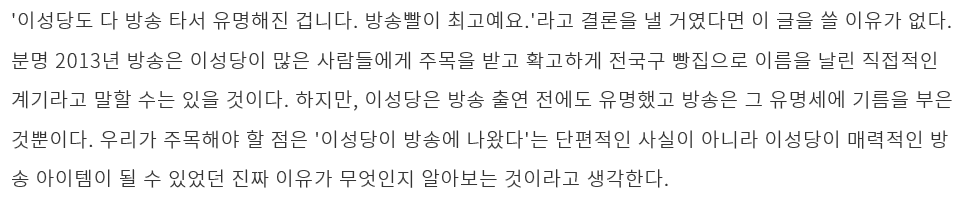 '이성당도 다 방송 타서 유명해진 겁니다. 방송빨이 최고예요.'라고 결론을 낼 거였다면 이 글을 쓸 이유가 없다.
분명 2013년 방송은 이성당이 많은 사람들에게 주목을 받고 확고하게 전국구 빵집으로 이름을 날린 직접적인
계기라고 말할 수는 있을 것이다. 하지만, 이성당은 방송 출연 전에도 유명했고 방송은 그 유명세에 기름을 부은
것뿐이다. 우리가 주목해야 할 점은 '이성당이 방송에 나왔다'는 단편적인 사실이 아니라 이성당이 매력적인 방
송 아이템이 될 수 있었던 진짜 이유가 무엇인지 알아보는 것이라고 생각한다.